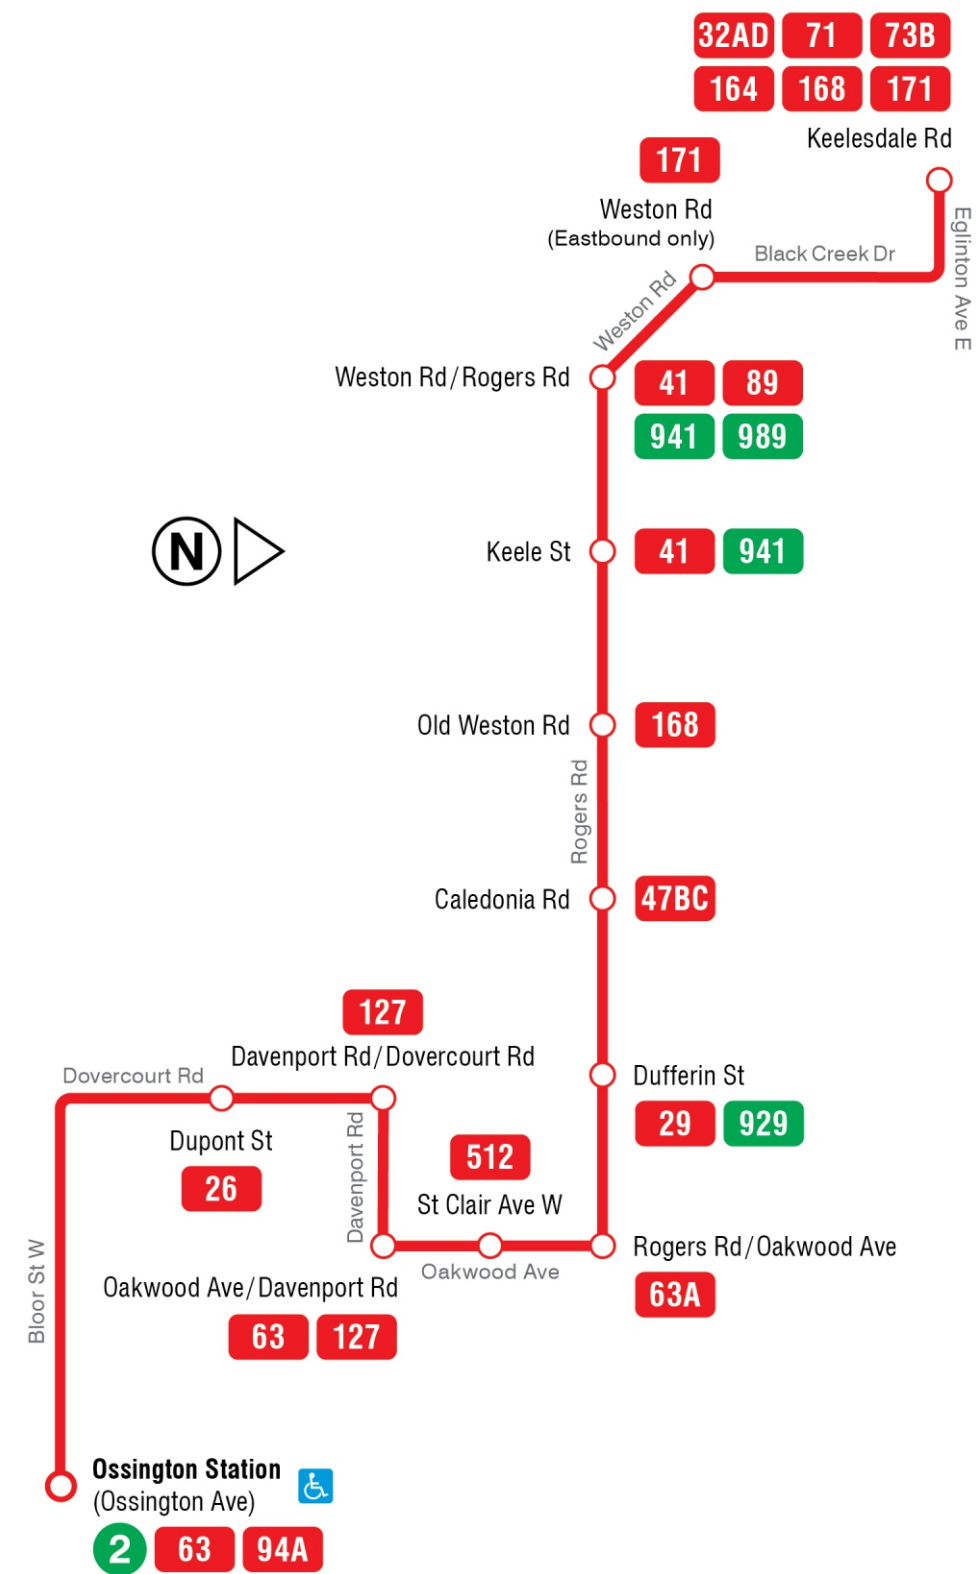 32AD 71 73B
164 168 171
Keelesdale Rd
171
Weston Rd
(Eastbound only)
Eglinton Ave E
Black Creek Dr
Weston Rd
Weston Rd/Rogers Rd
41 89
941 989
N
Keele St
41 941
Old Weston Rd
168
Rogers Rd
Caledonia Rd
47BC
127
Davenport Rd/Dovercourt Rd
Dovercourt Rd
Dufferin St
29 929
Dupont St
26
Davenport Rd
512
St Clair Ave W
Rogers Rd/Oakwood Ave
63A
Oakwood Ave
Oakwood Ave/Davenport Rd
63 127
Bloor St W
Ossington Station
(Ossington Ave)
2 63 94A